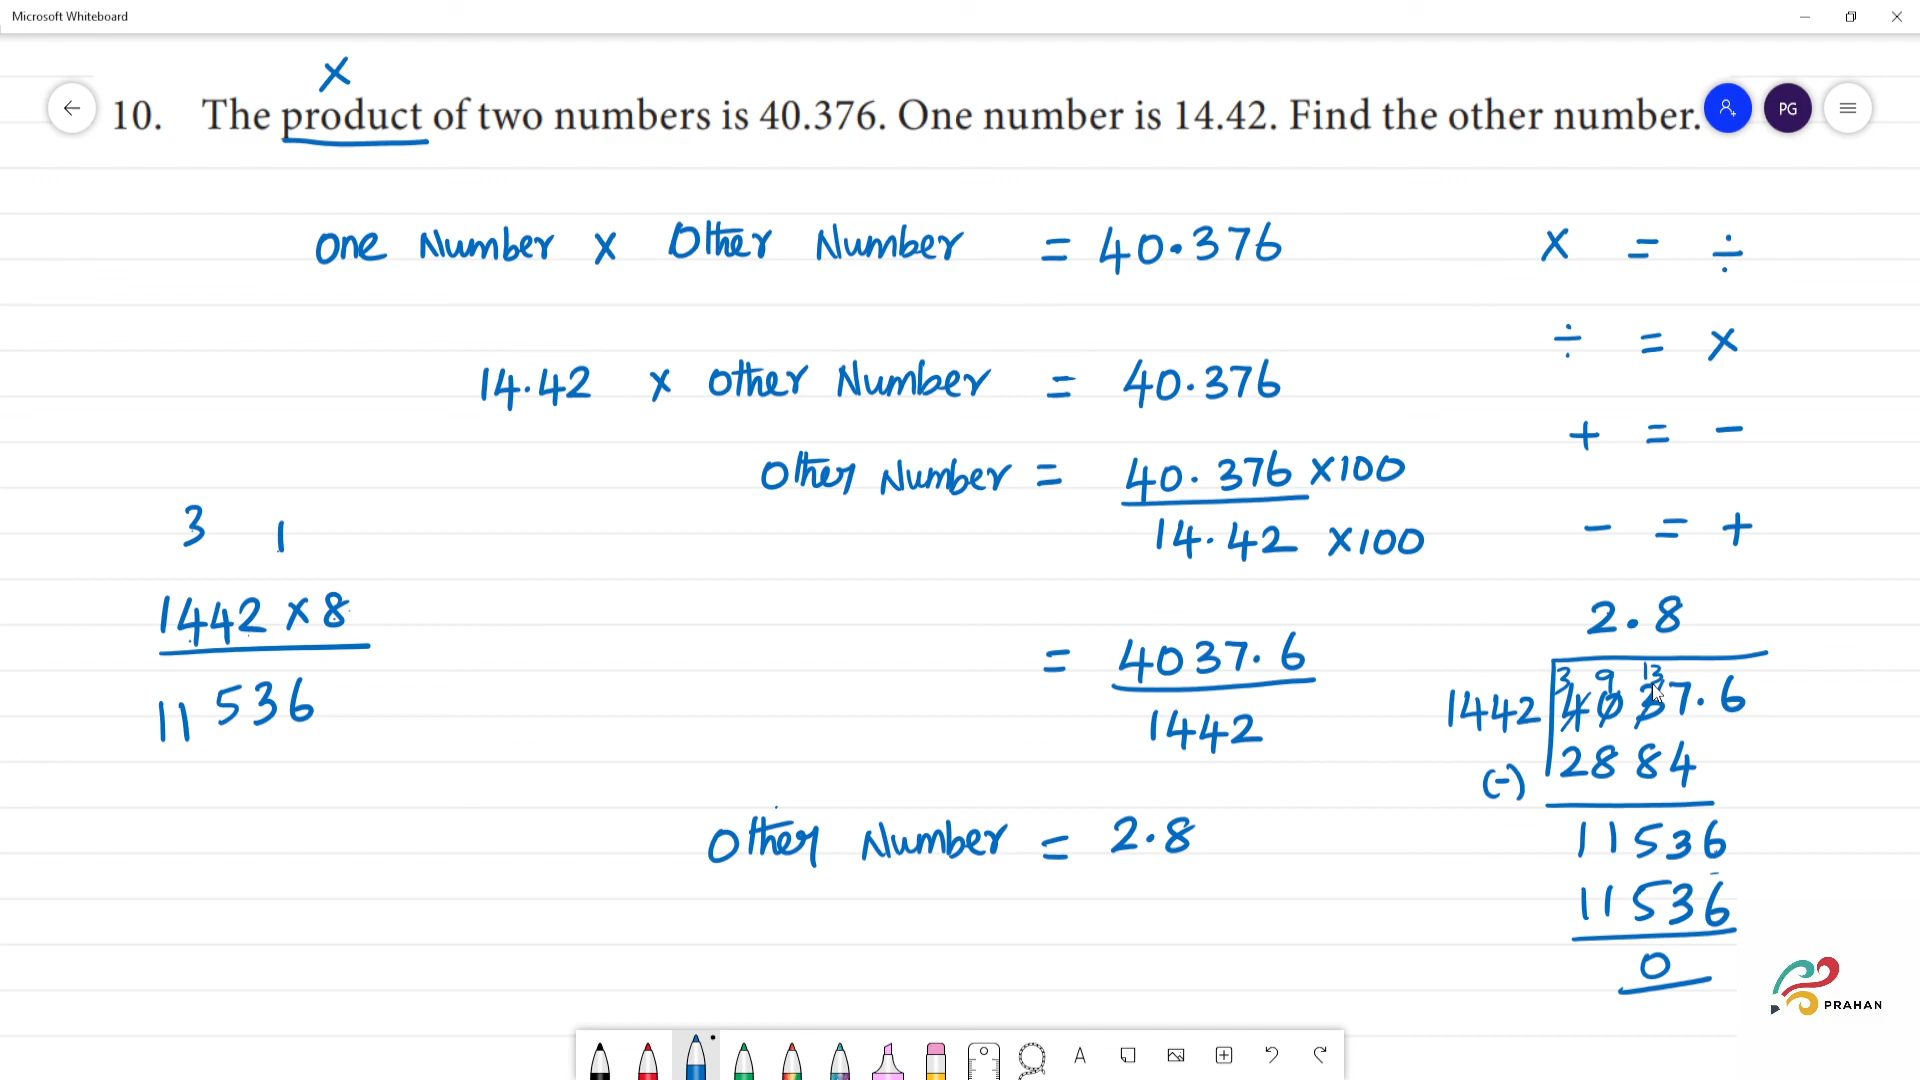 Microsoft Whiteboard
X
10. The product of two numbers is 40.376. One number is 14.42. Find the other number.
PG
One Number x Other Number = 40.376
x = ÷
14.42 x other Number = 40.376
÷ = x
+ = -
Other Number = 40.376 x100
14.42 x100
- = +
3 1
1442 x 8
11536
= 4037.6
1442
2.8
3 9 13
1442 4037.6
(-) 2884
11536
11536
0
Other Number = 2.8
PRAHAN
A